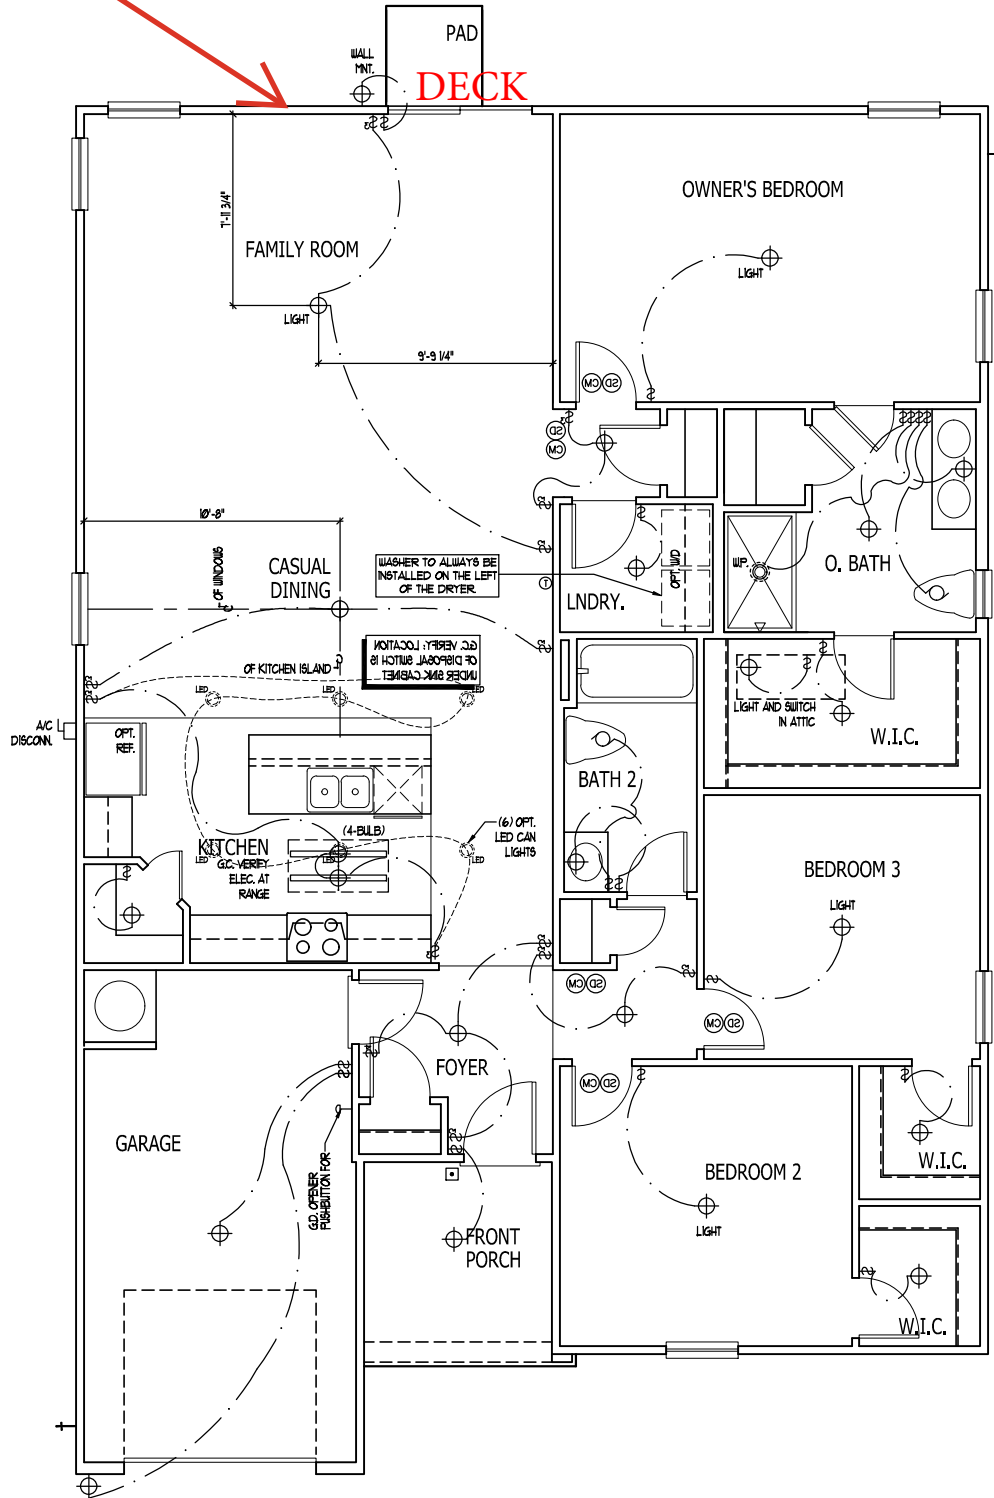 PAD
WALL
MNT.
DECK
OWNER'S BEDROOM
7'-11 3/4"
FAMILY ROOM
LIGHT
LIGHT
9'-9 1/4"
SD CM
SD
CM
10'-8"
℄ OF WINDOWS
CASUAL
DINING
WASHER TO ALWAYS BE
INSTALLED ON THE LEFT
OF THE DRYER
OPT. W/D
W.P.
O. BATH
T
LNDRY.
G.C. VERIFY: LOCATION
OF DISPOSAL SWITCH IS
UNDER SINK CABINET
℄
OF KITCHEN ISLAND
LED
LED
LED
LIGHT AND SWITCH
IN ATTIC
A/C
DISCONN.
OPT.
REF.
W.I.C.
BATH 2
(4-BULB)
(6) OPT.
LED CAN
LIGHTS
KITCHEN
LED
LED
LED
G.C. VERIFY
ELEC. AT
RANGE
BEDROOM 3
LIGHT
SD CM
SD CM
FOYER
SD CM
GARAGE
G.D. OPENER
PUSHBUTTON FOR
BEDROOM 2
W.I.C.
LIGHT
FRONT
PORCH
W.I.C.